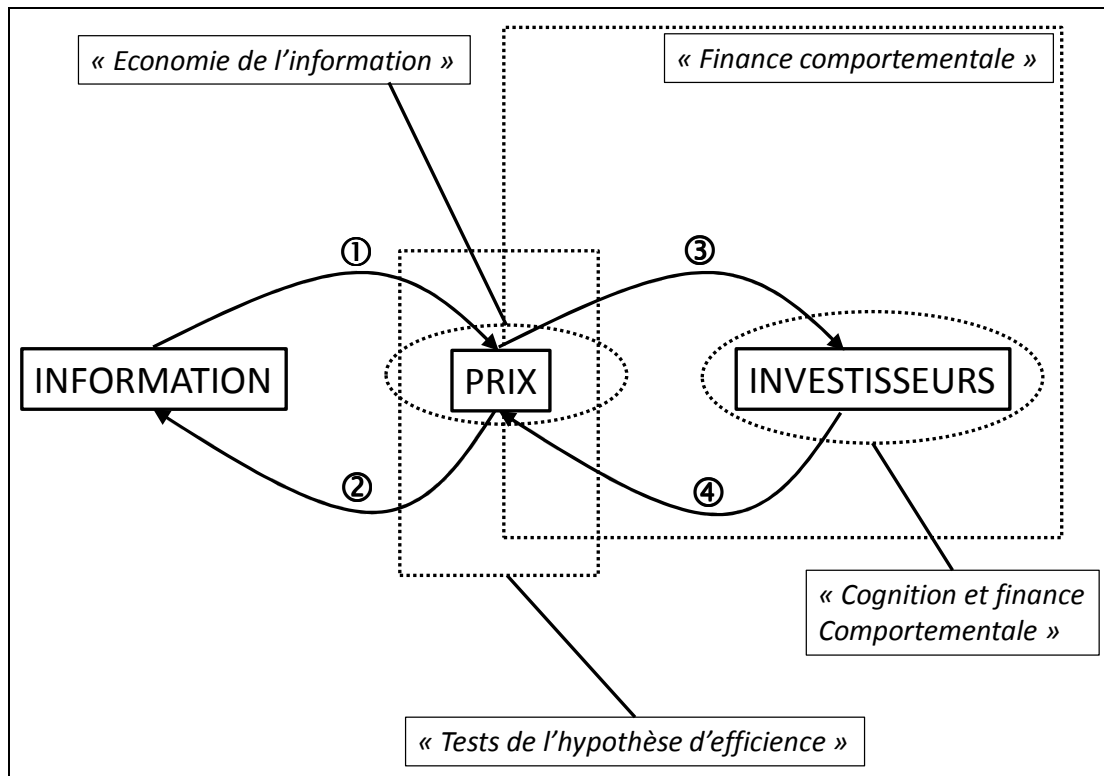 « Economie de l’information »
« Finance comportementale »
①
③
INFORMATION
PRIX
INVESTISSEURS
②
④
« Cognition et finance
Comportementale »
« Tests de l’hypothèse d’efficience »